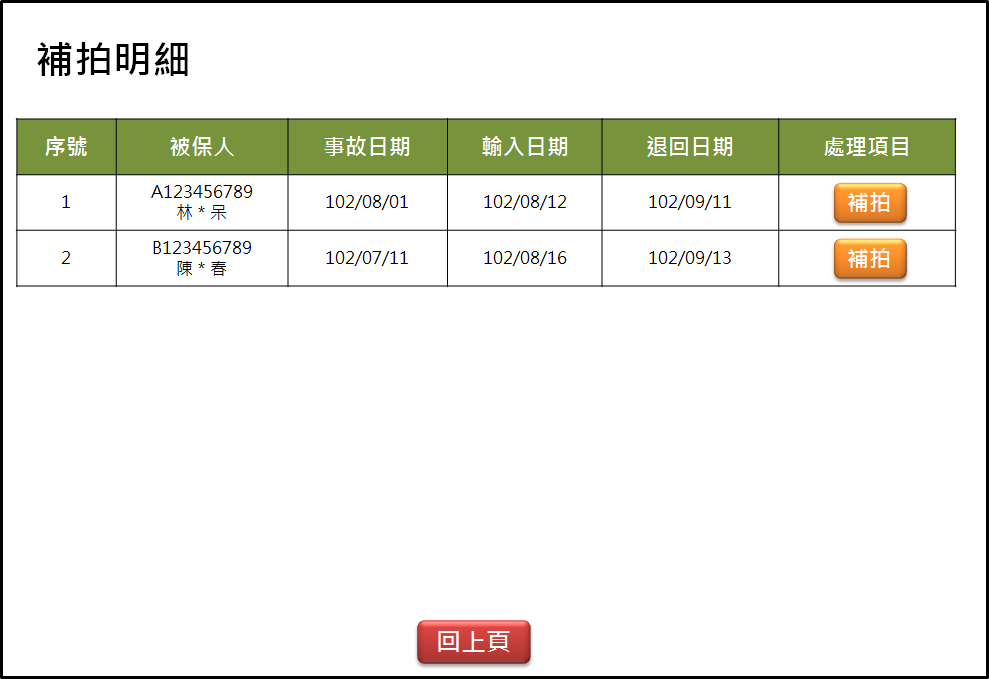 補拍明細
序號 被保人 事故日期 輸入日期 退回日期 處理項目
1 A123456789 102/08/01 102/08/12 102/09/11 補拍
林 * 呆
2 B123456789 102/07/11 102/08/16 102/09/13 補拍
陳 * 春
回上頁